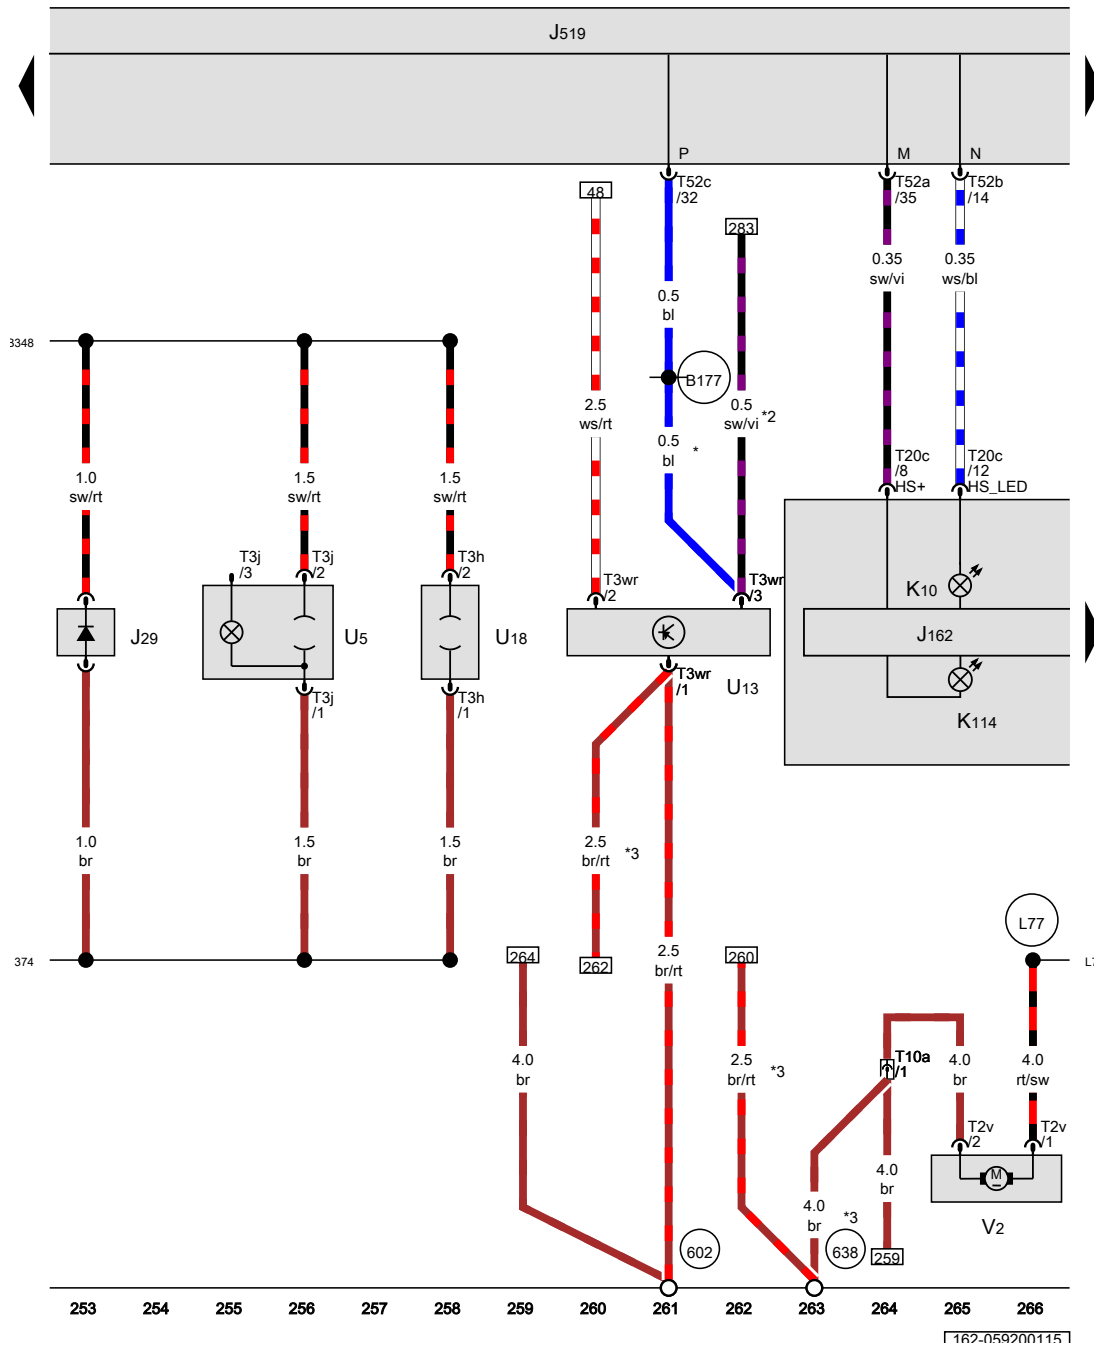 J519
P
M
N
T52c
/32
T52a
/35
T52b
/14
48
283
0.35
sw/vi
0.35
ws/bl
0.5
bl
3348
B177
2.5
ws/rt
0.5
sw/vi
*2
0.5
bl
*
1.0
sw/rt
1.5
sw/rt
1.5
sw/rt
T20c
/8
HS+
T20c
/12
HS_LED
T3j
/3
T3j
/2
T3h
/2
T3wr
/2
T3wr
/3
K10
J29
U5
U18
J162
T3wr
/1
U13
T3j
/1
T3h
/1
K114
1.0
br
1.5
br
1.5
br
2.5
br/rt
*3
L77
374
264
262
2.5
br/rt
260
L7
4.0
br
2.5
br/rt
*3
T10a
/1
4.0
br
4.0
rt/sw
T2v
/2
T2v
/1
4.0
br
M
4.0
br
*3
V2
602
638
259
253 254 255 256 257 258 259 260 261 262 263 264 265 266
162-059200115